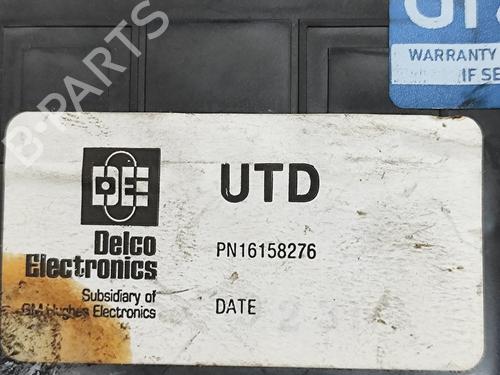 WARRANTY
IF SE
DE
UTD
Delco
Electronics
PN16158276
Subsidiary of
GM Hughes Electronics
DATE
B-PARTS